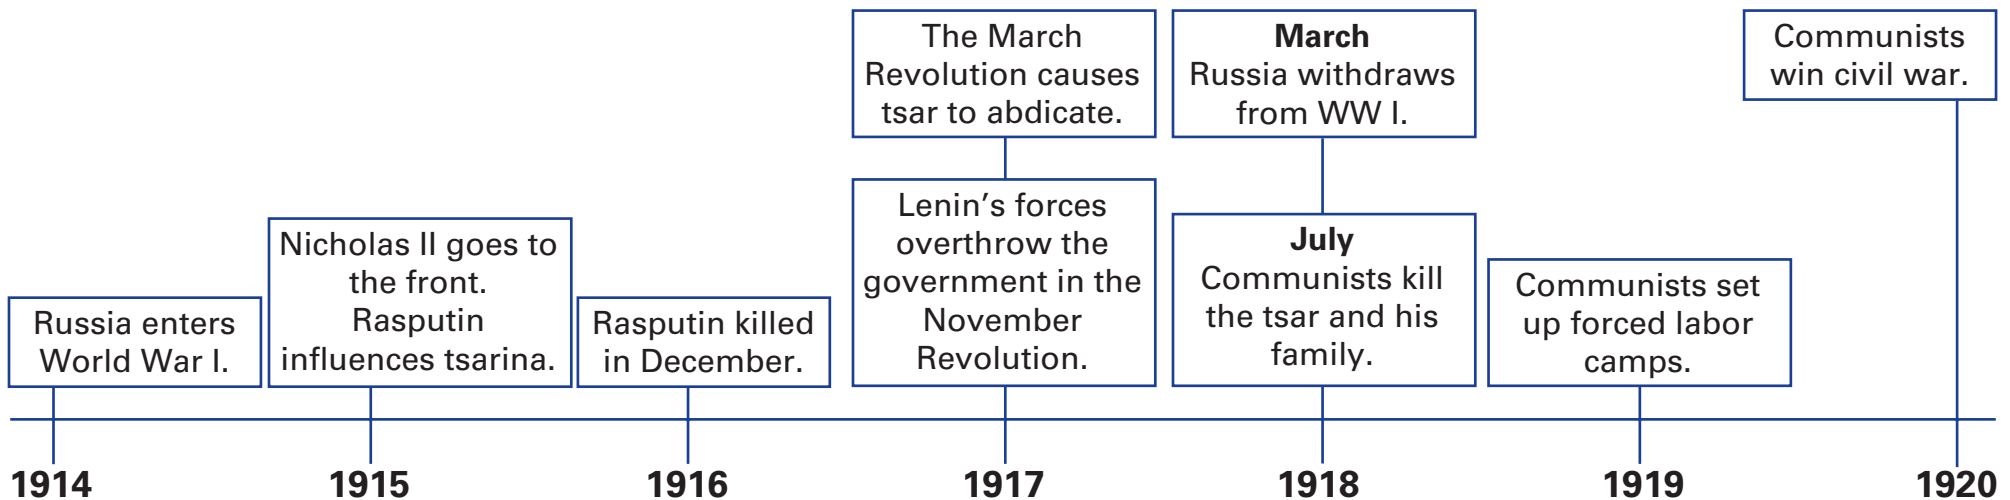 Russia enters
World War I.
Nicholas II goes to
the front.
Rasputin
influences tsarina.
Rasputin killed
in December.
The March
Revolution causes
tsar to abdicate.
Lenin’s forces
overthrow the
government in the
November
Revolution.
March
Russia withdraws
from WW I.
July
Communists kill
the tsar and his
family.
Communists set
up forced labor
camps.
Communists
win civil war.
1914
1915
1916
1917
1918
1919
1920